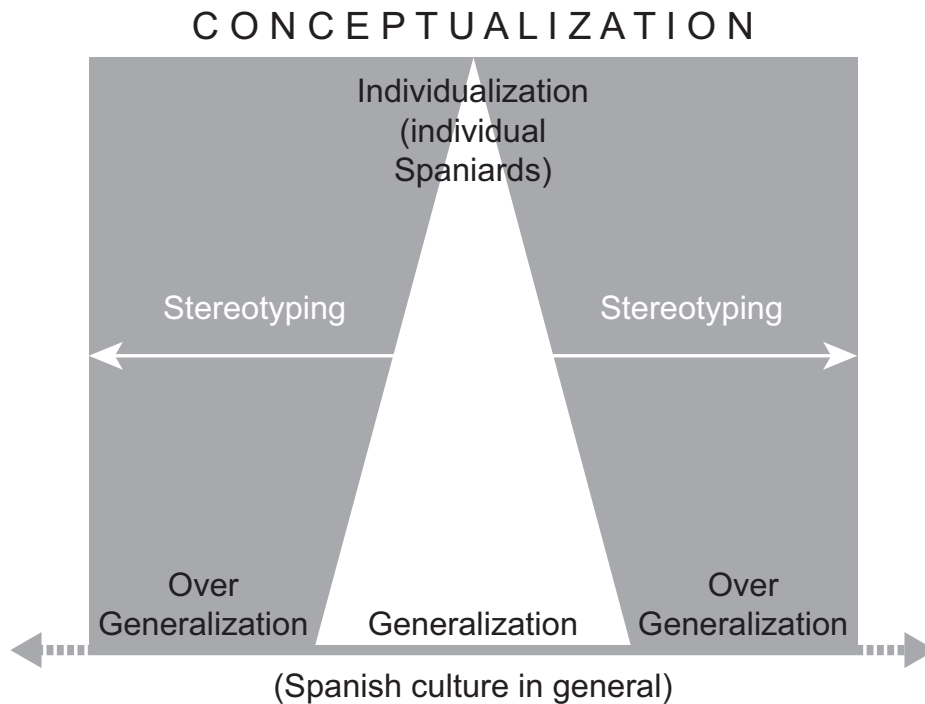 CONCEPTUALIZATION
Individualization
(individual
Spaniards)
Stereotyping
Stereotyping
Over
Generalization
Generalization
Over
Generalization
(Spanish culture in general)